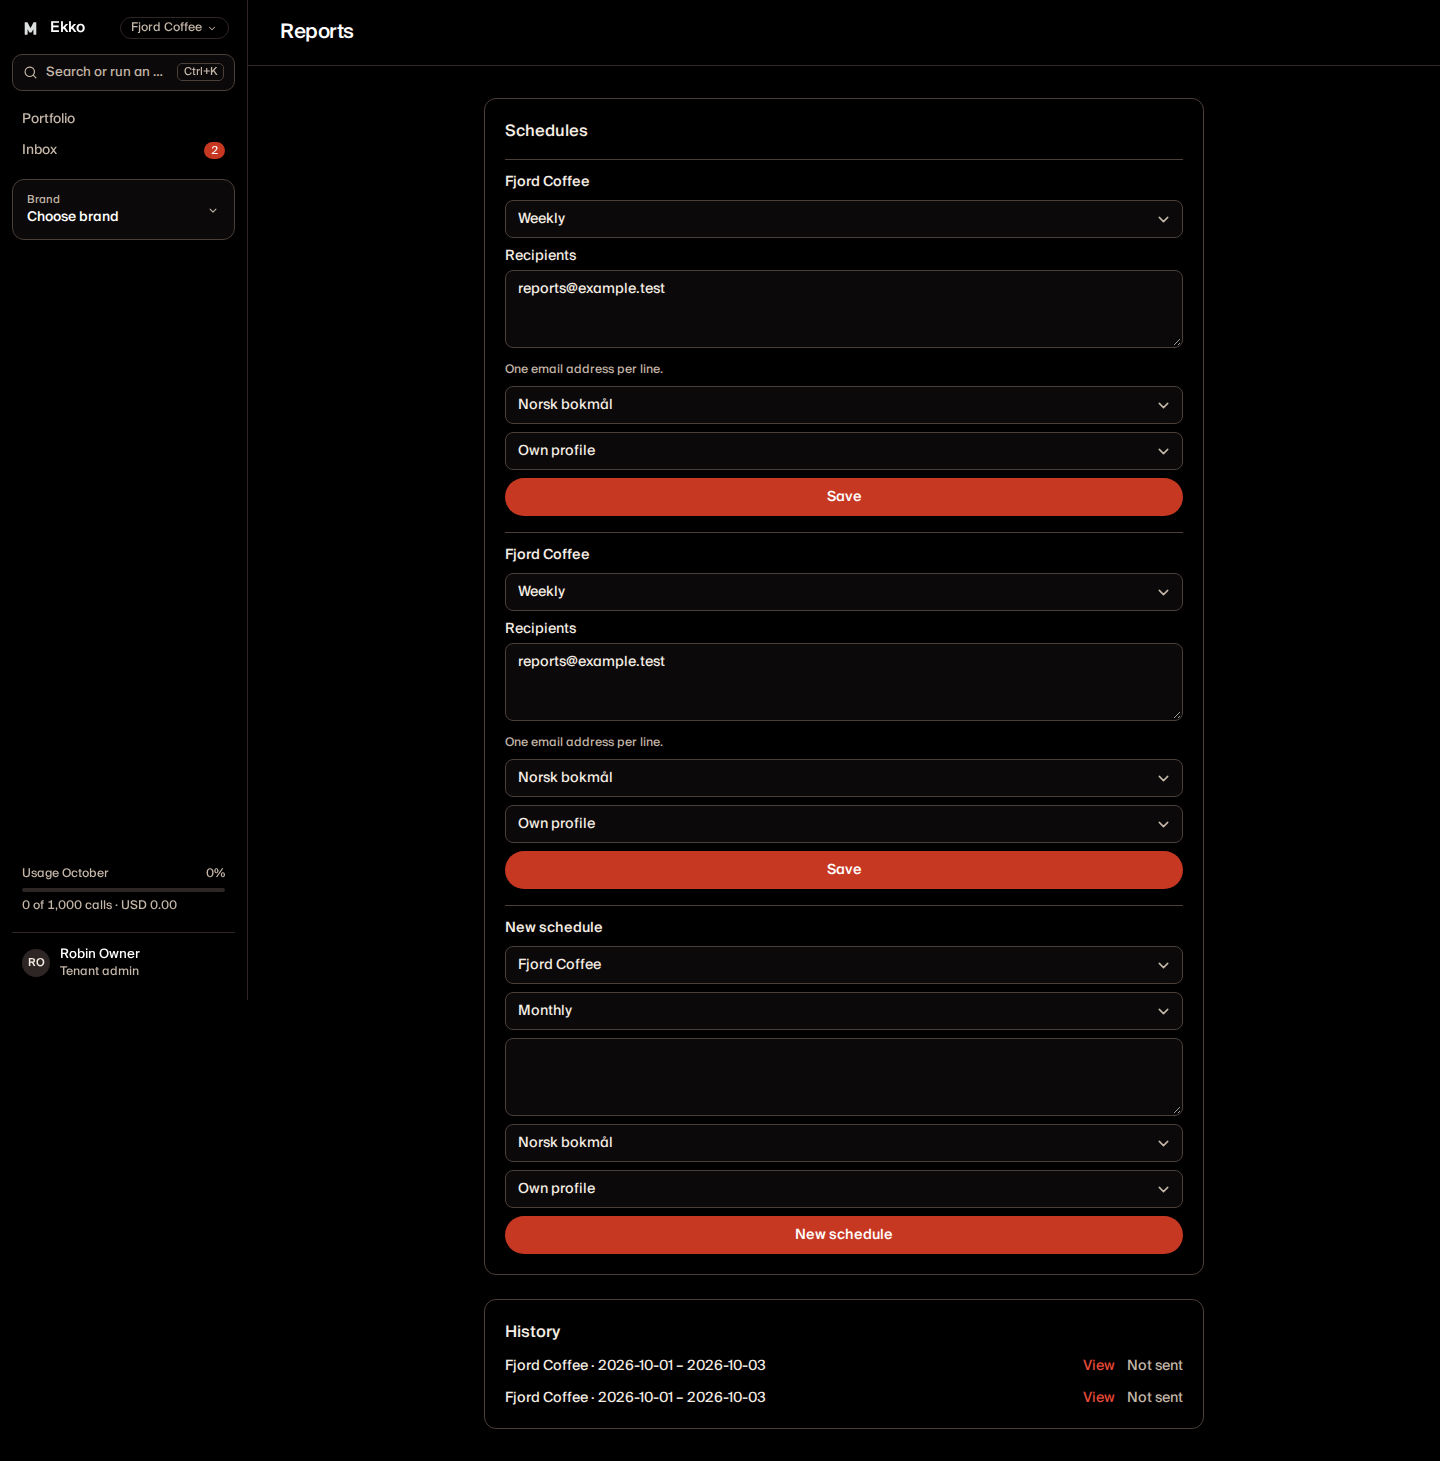 Ekko
Fjord Coffee
Search or run an ...
Ctrl+K
Portfolio
Inbox
2
Brand
Choose brand
Usage October
0%
0 of 1,000 calls · USD 0.00
RO
Robin Owner
Tenant admin
Reports
Schedules
Fjord Coffee
Weekly
Recipients
reports@example.test
One email address per line.
Norsk bokmål
Own profile
Save
Fjord Coffee
Weekly
Recipients
reports@example.test
One email address per line.
Norsk bokmål
Own profile
Save
New schedule
Fjord Coffee
Monthly
Norsk bokmål
Own profile
New schedule
History
Fjord Coffee · 2026-10-01 – 2026-10-03
View
Not sent
Fjord Coffee · 2026-10-01 – 2026-10-03
View
Not sent